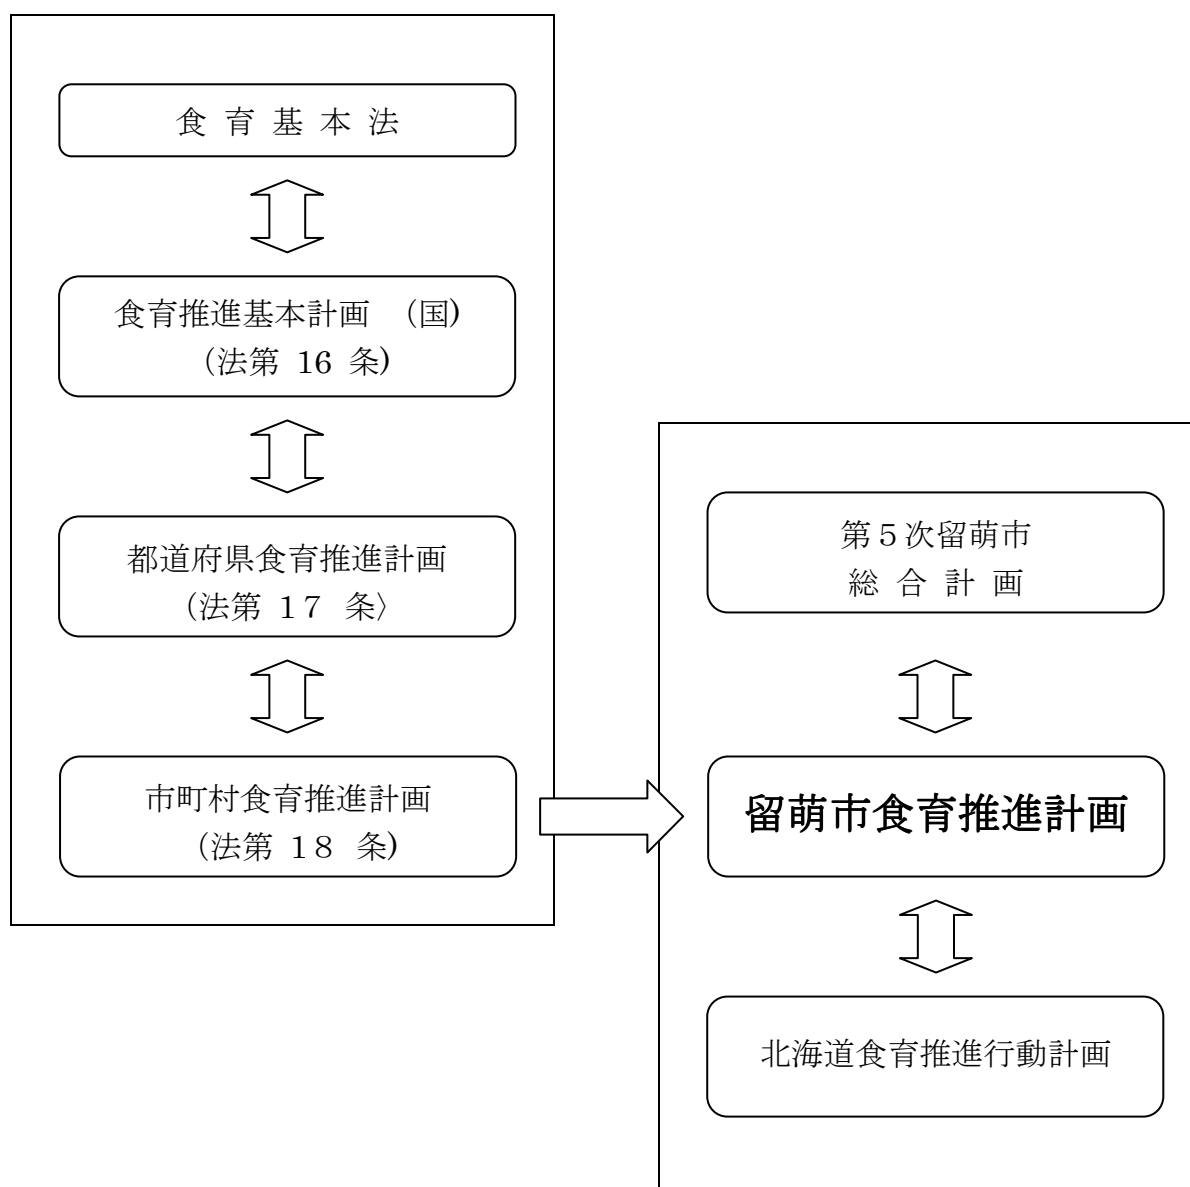 食 育 基 本 法
食育推進基本計画 （国)
（法第 16 条)
都道府県食育推進計画
（法第 １７ 条〉
市町村食育推進計画
（法第 １８ 条)
第５次留萌市
総 合 計 画
留萌市食育推進計画
北海道食育推進行動計画